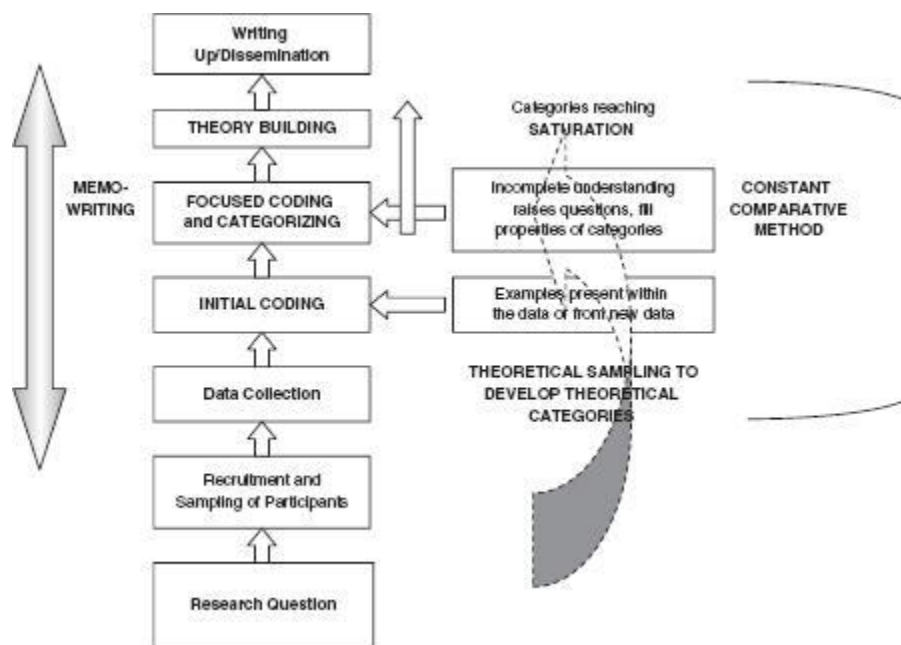 Writing
Up/Dissemination
THEORY BUILDING
MEMO-
WRITING
FOCUSED CODING
and CATEGORIZING
INITIAL CODING
Data Collection
Recruitment and
Sampling of Participants
Research Question
Categories reaching
SATURATION
Incomplete understanding
raises questions, fill
properties of categories
Examples present within
the data of from new data
THEORETICAL SAMPLING TO
DEVELOP THEORETICAL
CATEGORIES
CONSTANT
COMPARATIVE
METHOD